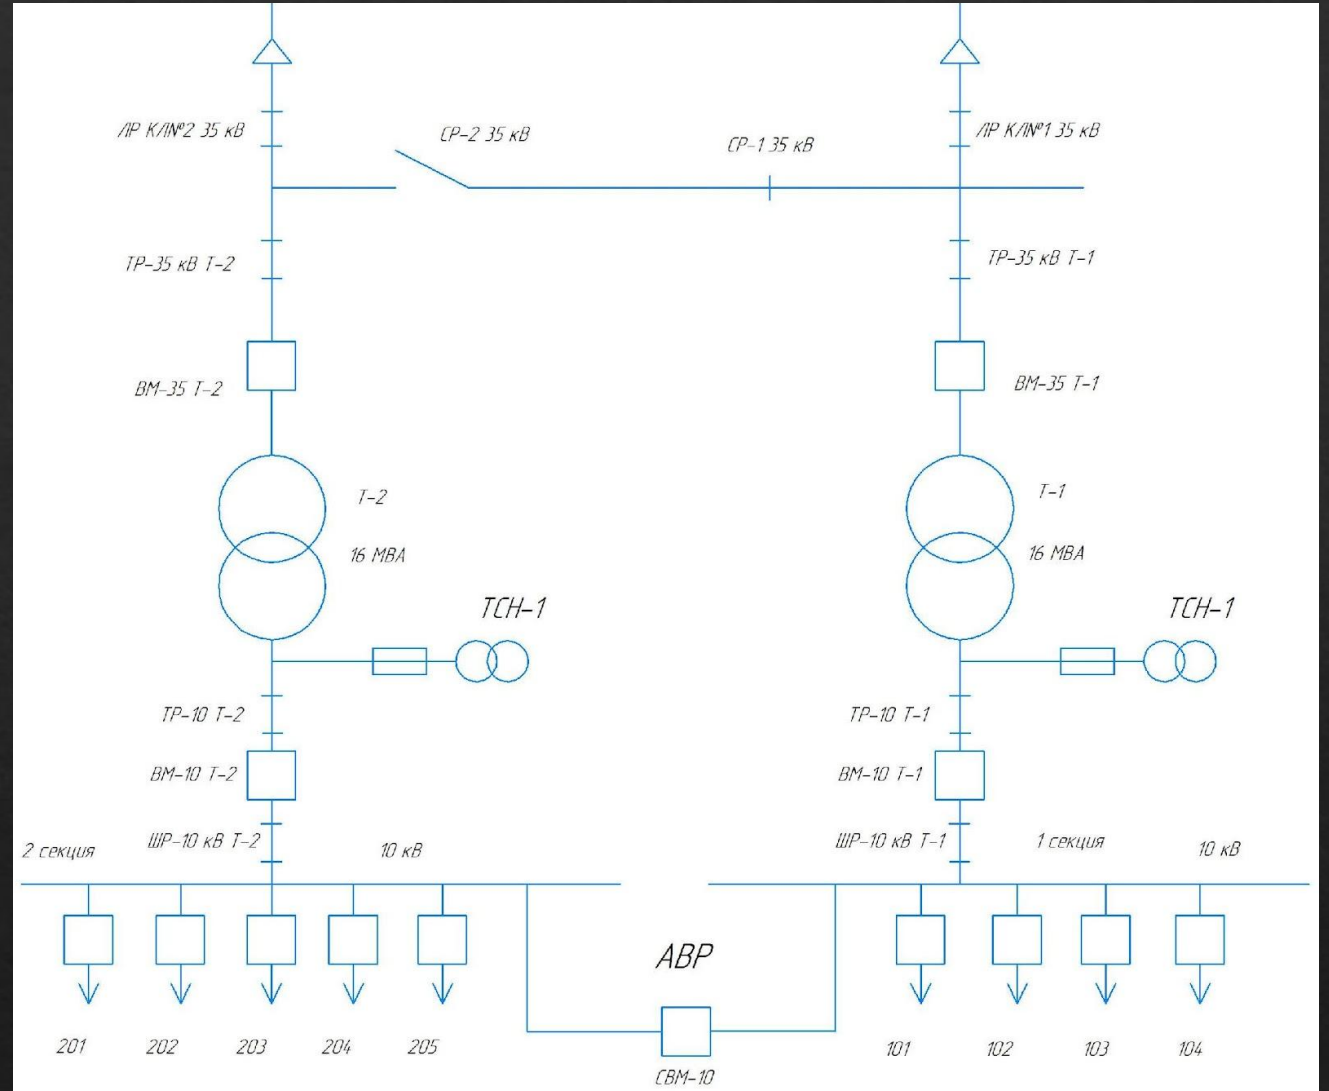 ЛР КЛ№2 35 кВ
СР-2 35 кВ
СР-1 35 кВ
ЛР КЛ№1 35 кВ
ТР-35 кВ Т-2
ТР-35 кВ Т-1
ВМ-35 Т-2
ВМ-35 Т-1
Т-2
16 МВА
Т-1
16 МВА
ТСН-1
ТСН-1
ТР-10 Т-2
ТР-10 Т-1
ВМ-10 Т-2
ВМ-10 Т-1
2 секция
ШР-10 кВ Т-2
10 кВ
ШР-10 кВ Т-1
1 секция
10 кВ
АВР
201
202
203
204
205
СВМ-10
101
102
103
104